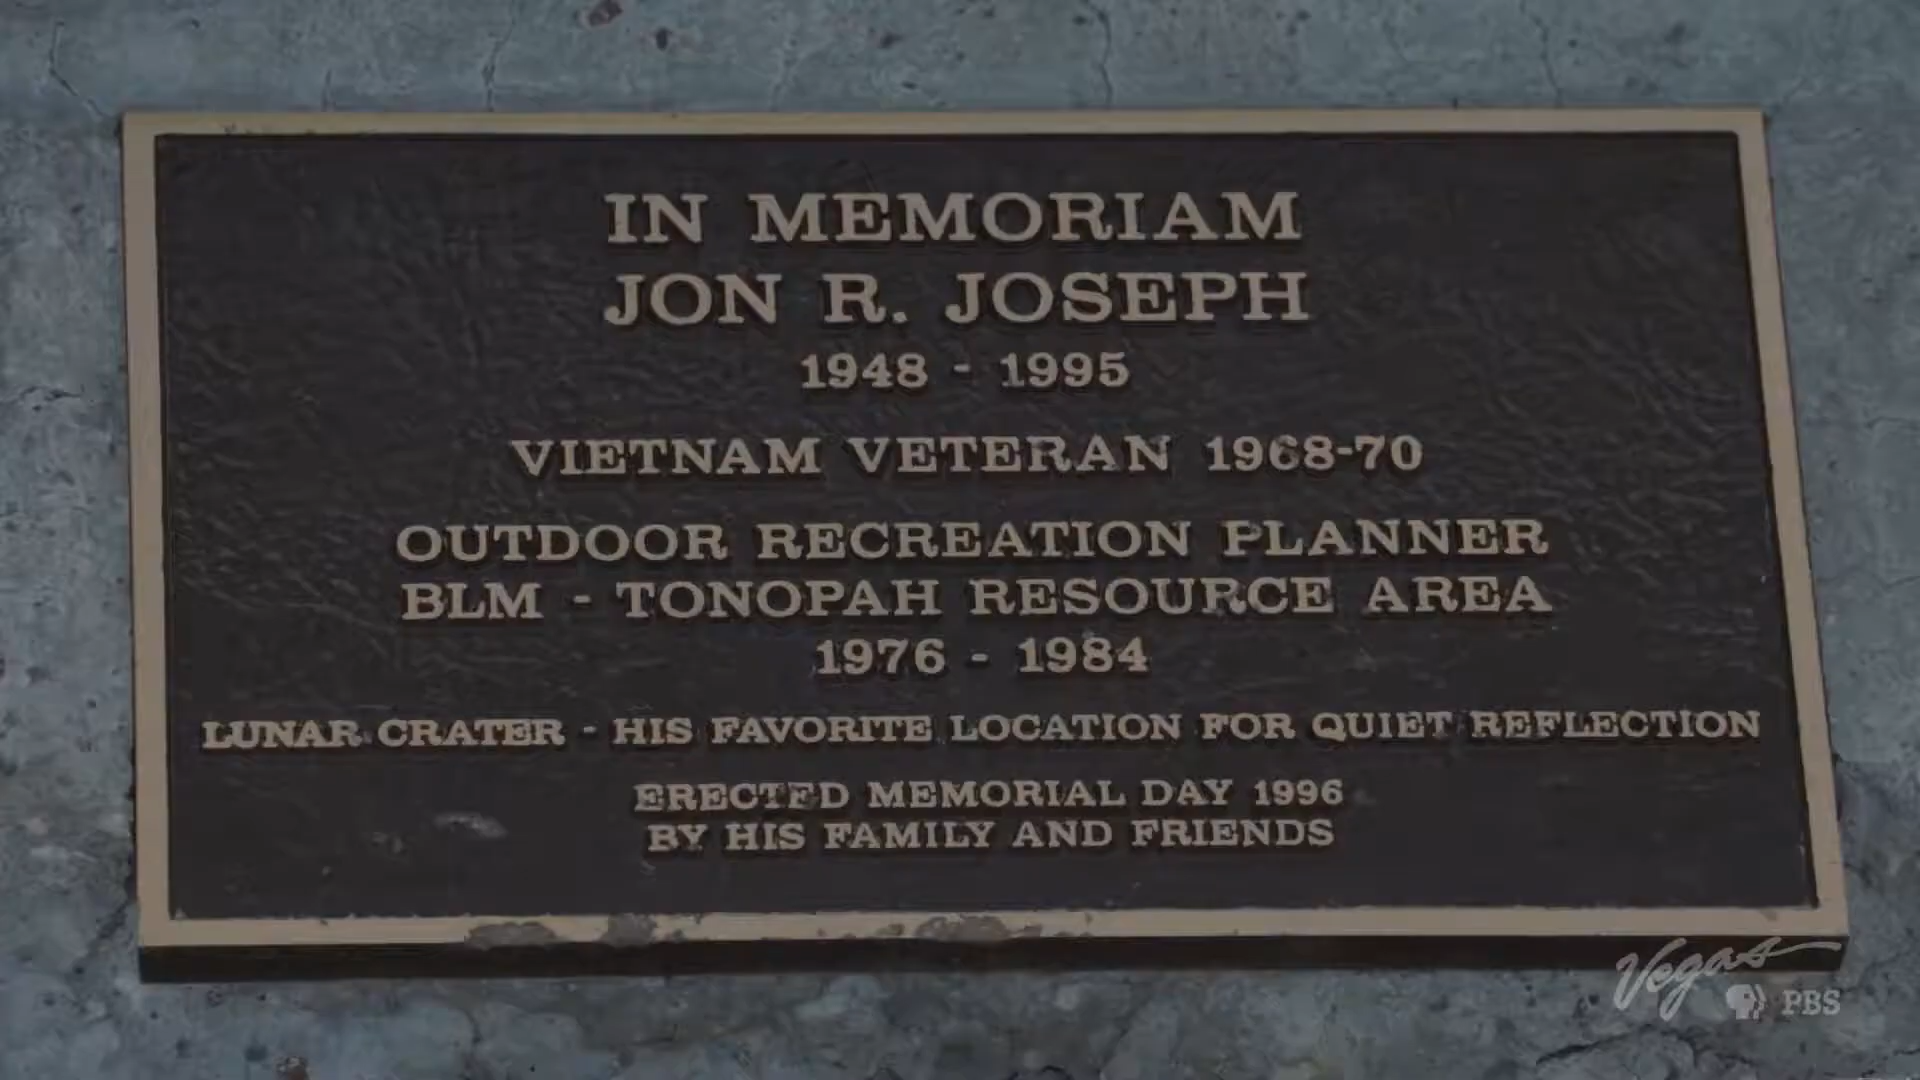 IN MEMORIAM
JON R. JOSEPH
1948 - 1995
VIETNAM VETERAN 1968-70
OUTDOOR RECREATION PLANNER
BLM - TONOPAH RESOURCE AREA
1976 - 1984
LUNAR CRATER - HIS FAVORITE LOCATION FOR QUIET REFLECTION
ERECTED MEMORIAL DAY 1996
BY HIS FAMILY AND FRIENDS
Vegas
PBS